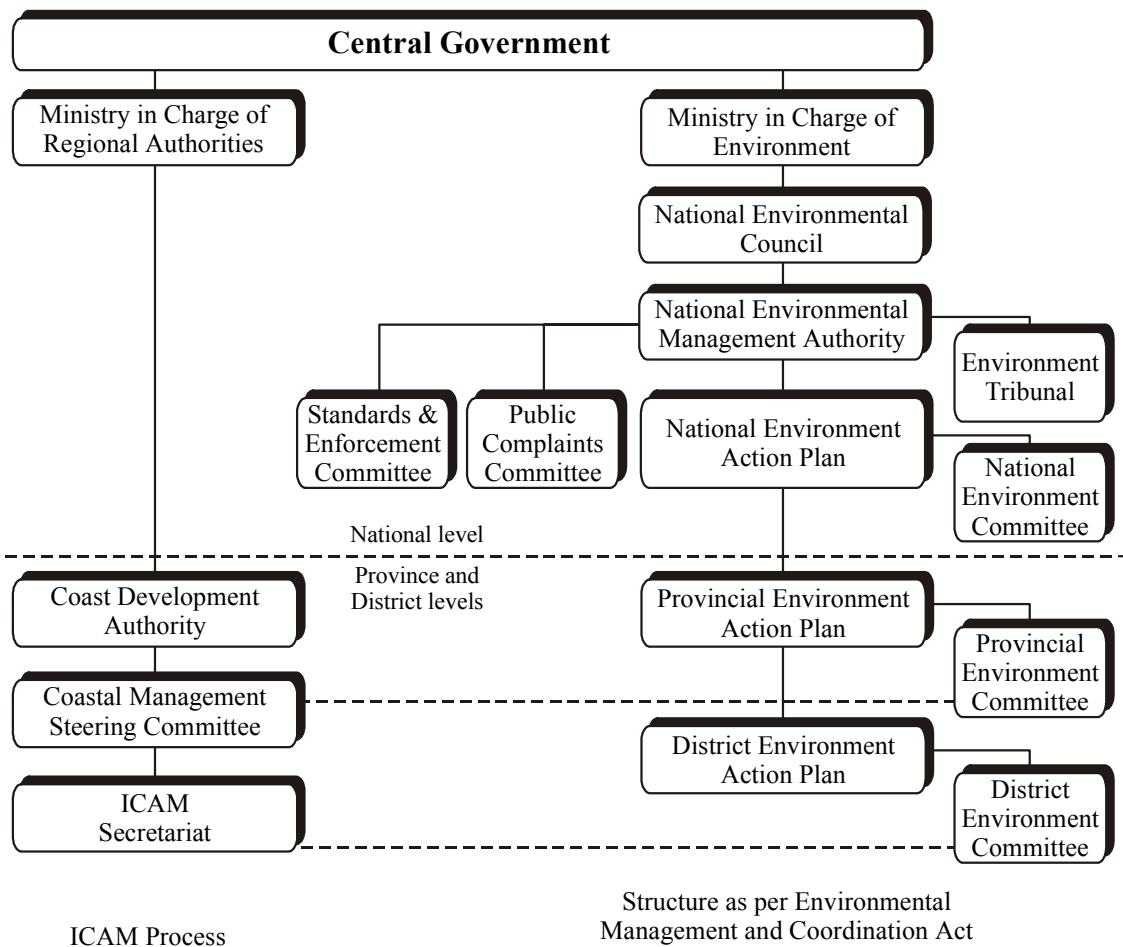 Central Government
Ministry in Charge of
Regional Authorities
Ministry in Charge of
Environment
National Environmental
Council
National Environmental
Management Authority
Environment
Tribunal
Standards &
Enforcement
Committee
Public
Complaints
Committee
National Environment
Action Plan
National
Environment
Committee
National level
Province and
District levels
Coast Development
Authority
Provincial Environment
Action Plan
Provincial
Environment
Committee
Coastal Management
Steering Committee
District Environment
Action Plan
District
Environment
Committee
ICAM
Secretariat
ICAM Process
Structure as per Environmental
Management and Coordination Act